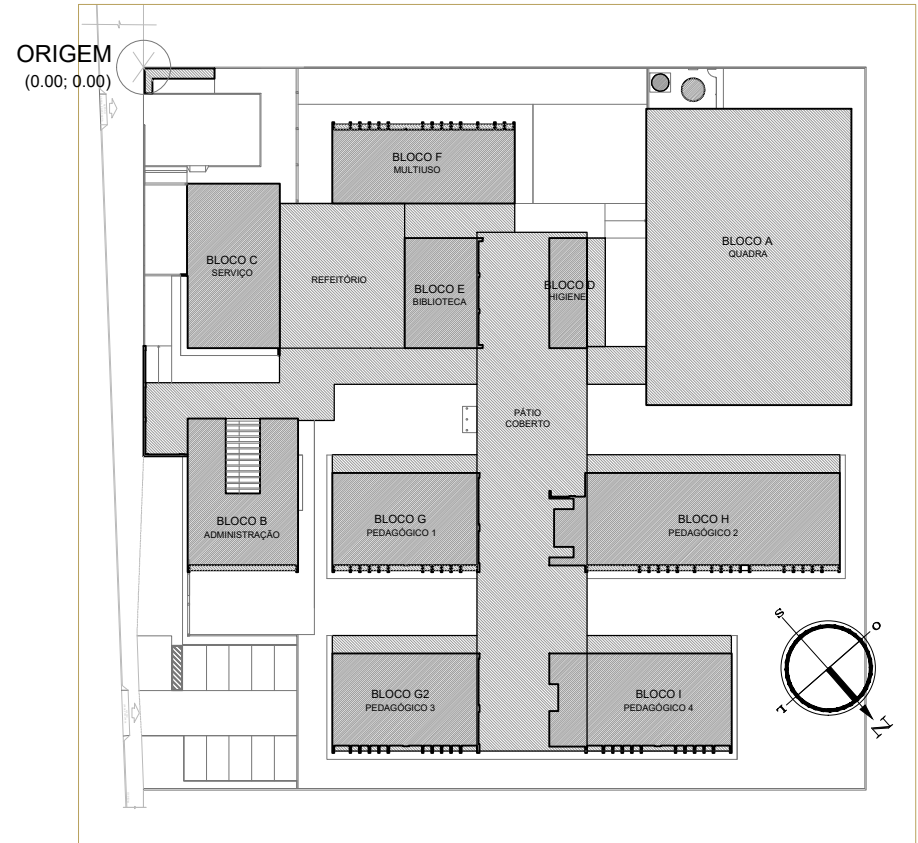 ORIGEM
(0.00; 0.00)
BLOCO F
MULTIUSO
BLOCO A
QUADRA
BLOCO C
SERVIÇO
REFEITÓRIO
BLOCO E
BIBLIOTECA
BLOCO D
HIGIENE
PÁTIO
COBERTO
BLOCO B
ADMINISTRAÇÃO
BLOCO G
PEDAGÓGICO 1
BLOCO H
PEDAGÓGICO 2
S
O
L
N
BLOCO G2
PEDAGÓGICO 3
BLOCO I
PEDAGÓGICO 4